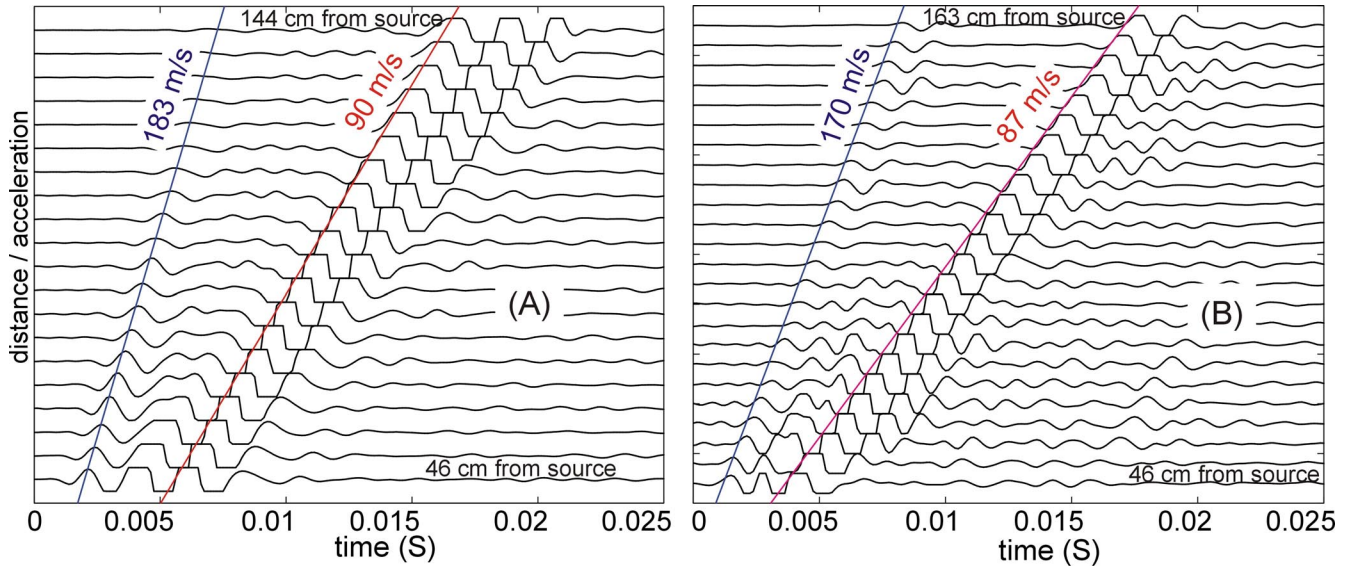 144 cm from source
183 m/s
90 m/s
distance / acceleration
(A)
46 cm from source
0 0.005 0.01 0.015 0.02 0.025
time (S)
163 cm from source
170 m/s
87 m/s
(B)
46 cm from source
0 0.005 0.01 0.015 0.02 0.025
time (S)